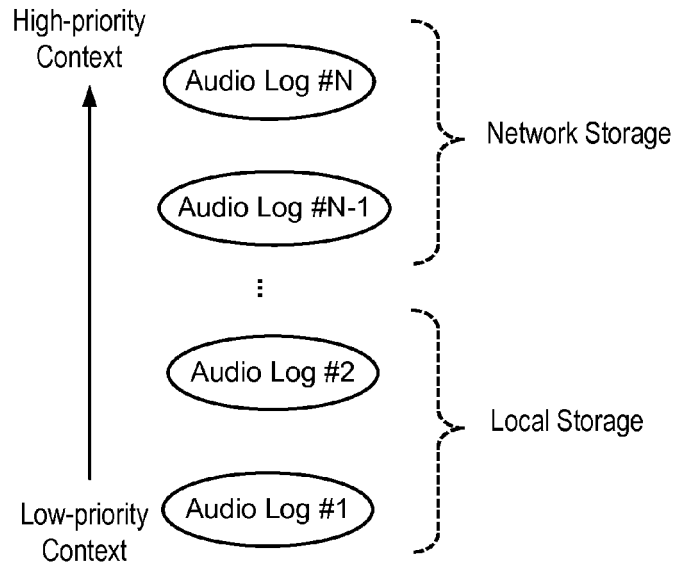 High-priority
Context
Audio Log #N
Network Storage
Audio Log #N-1
...
Audio Log #2
Local Storage
Audio Log #1
Low-priority
Context